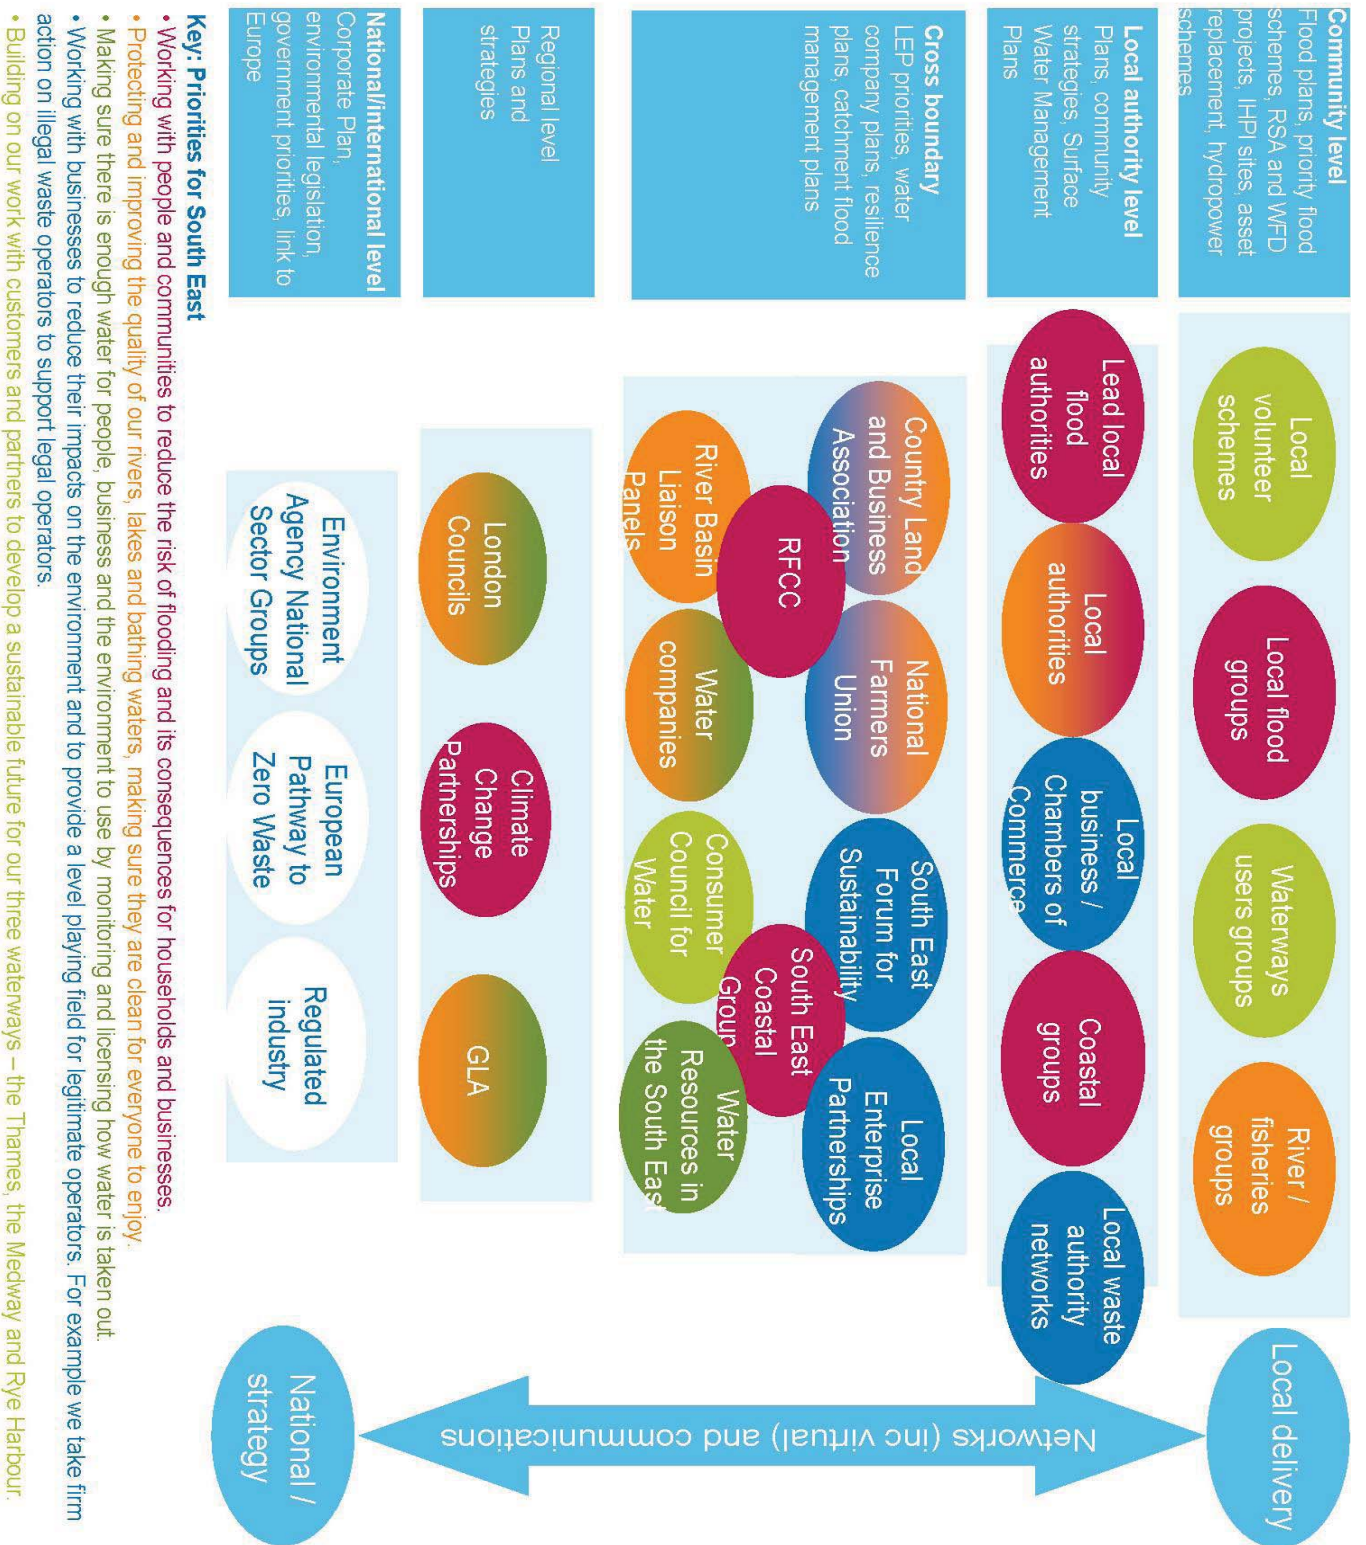 Community level
Flood plans, priority flood
schemes, RSA and WFD
projects, IHPI sites, asset
replacement, hydropower
schemes
Local
volunteer
schemes
Local flood
groups
Waterways
users groups
River /
fisheries
groups
Local delivery
Local authority level
Plans, community
strategies, Surface
Water Management
Plans
Lead local
flood
authorities
Local
authorities
Local
business /
Chambers of
Commerce
Coastal
groups
Local waste
authority
networks
Cross boundary
LEP priorities, water
company plans, resilience
plans, catchment flood
management plans
Country Land
and Business
Association
National
Farmers
Union
South East
Forum for
Sustainability
Local
Enterprise
Partnerships
RFCC
South East
Coastal
Group
River Basin
Liaison
Panels
Water
companies
Consumer
Council for
Water
Water
Resources in
the South East
Networks (inc virtual) and communications
Regional level
Plans and
strategies
London
Councils
Climate
Change
Partnerships
GLA
National/international level
Corporate Plan,
environmental legislation,
government priorities, link to
Europe
Environment
Agency National
Sector Groups
European
Pathway to
Zero Waste
Regulated
industry
National /
strategy
Key: Priorities for South East
• Working with people and communities to reduce the risk of flooding and its consequences for households and businesses.
• Protecting and improving the quality of our rivers, lakes and bathing waters, making sure they are clean for everyone to enjoy.
• Making sure there is enough water for people, business and the environment to use by monitoring and licensing how water is taken out.
• Working with businesses to reduce their impacts on the environment and to provide a level playing field for legitimate operators. For example we take firm
action on illegal waste operators to support legal operators.
• Building on our work with customers and partners to develop a sustainable future for our three waterways – the Thames, the Medway and Rye Harbour.